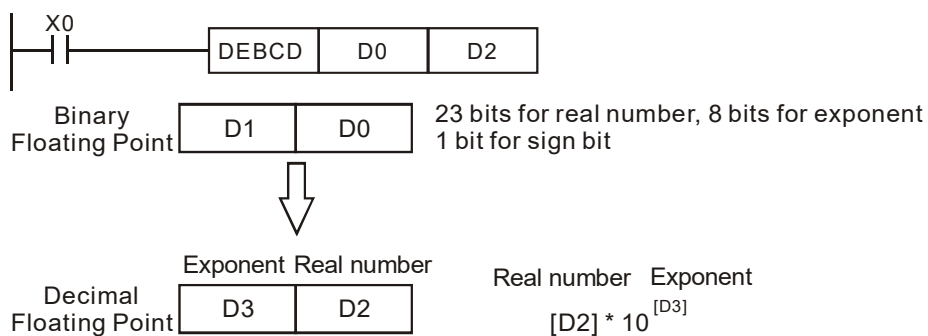 X0
DEBCD D0 D2
Binary
Floating Point
D1 D0
23 bits for real number, 8 bits for exponent
1 bit for sign bit
Exponent Real number
Decimal
Floating Point
D3 D2
Real number Exponent
[D2] * 10 [D3]